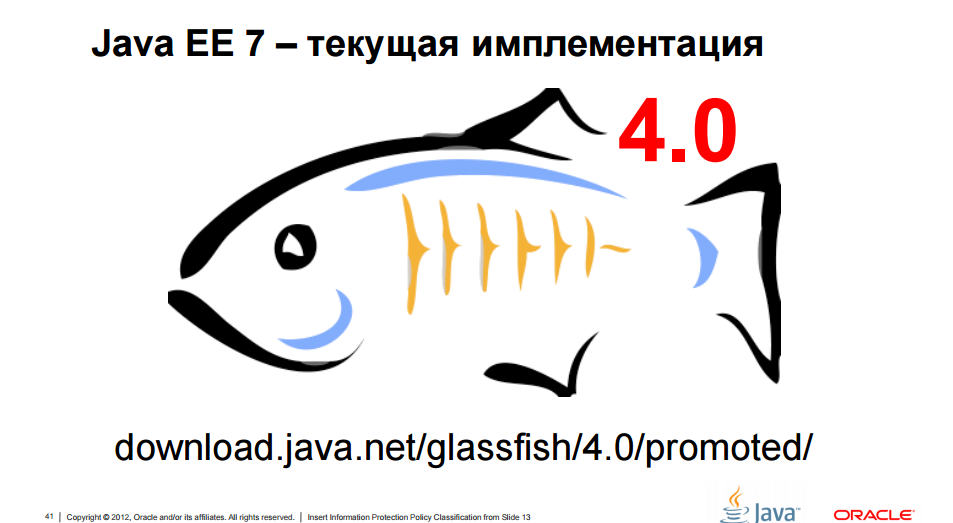 Java EE 7 – текущая имплементация
4.0
download.java.net/glassfish/4.0/promoted/
41 | Copyright © 2012, Oracle and/or its affiliates. All rights reserved. | Insert Information Protection Policy Classification from Slide 13
Java™
ORACLE®